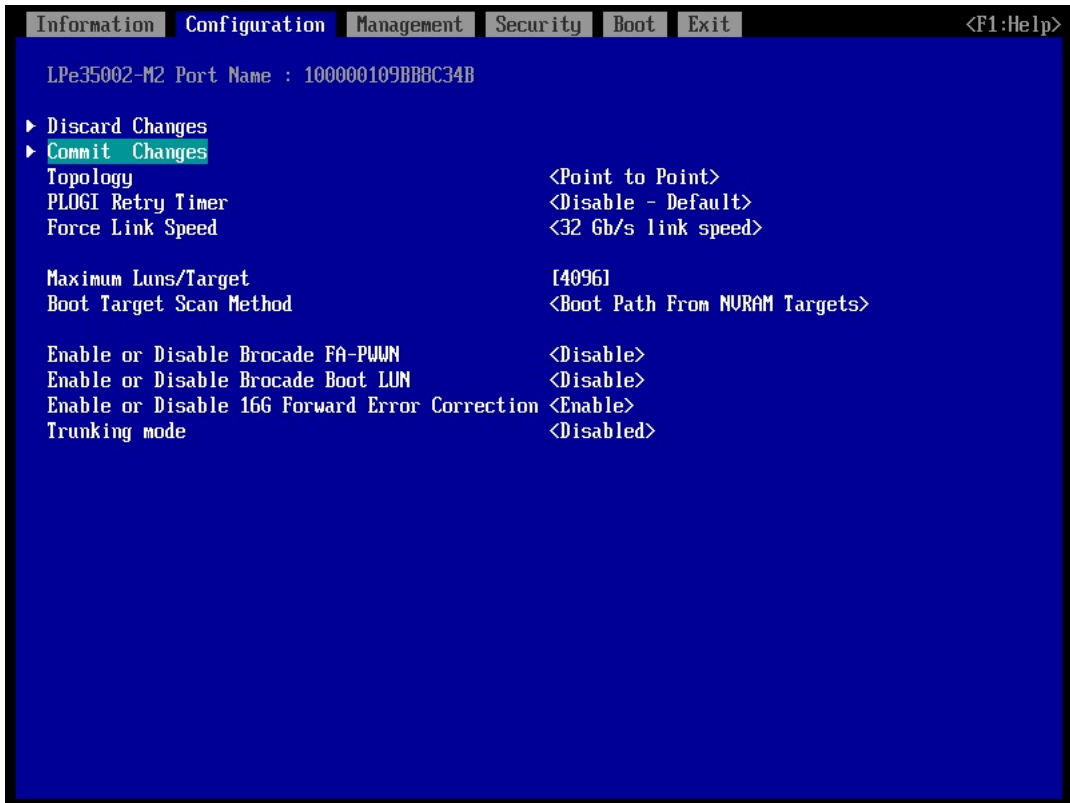 Information Configuration Management Security Boot Exit <F1:Help>
LPe35002-M2 Port Name : 100000109BB8C34B
Discard Changes
Commit Changes
Topology <Point to Point>
PLOGI Retry Timer <Disable - Default>
Force Link Speed <32 Gb/s link speed>
Maximum Luns/Target [4096]
Boot Target Scan Method <Boot Path From NVRAM Targets>
Enable or Disable Brocade FA-PWWN <Disable>
Enable or Disable Brocade Boot LUN <Disable>
Enable or Disable 16G Forward Error Correction <Enable>
Trunking mode <Disabled>